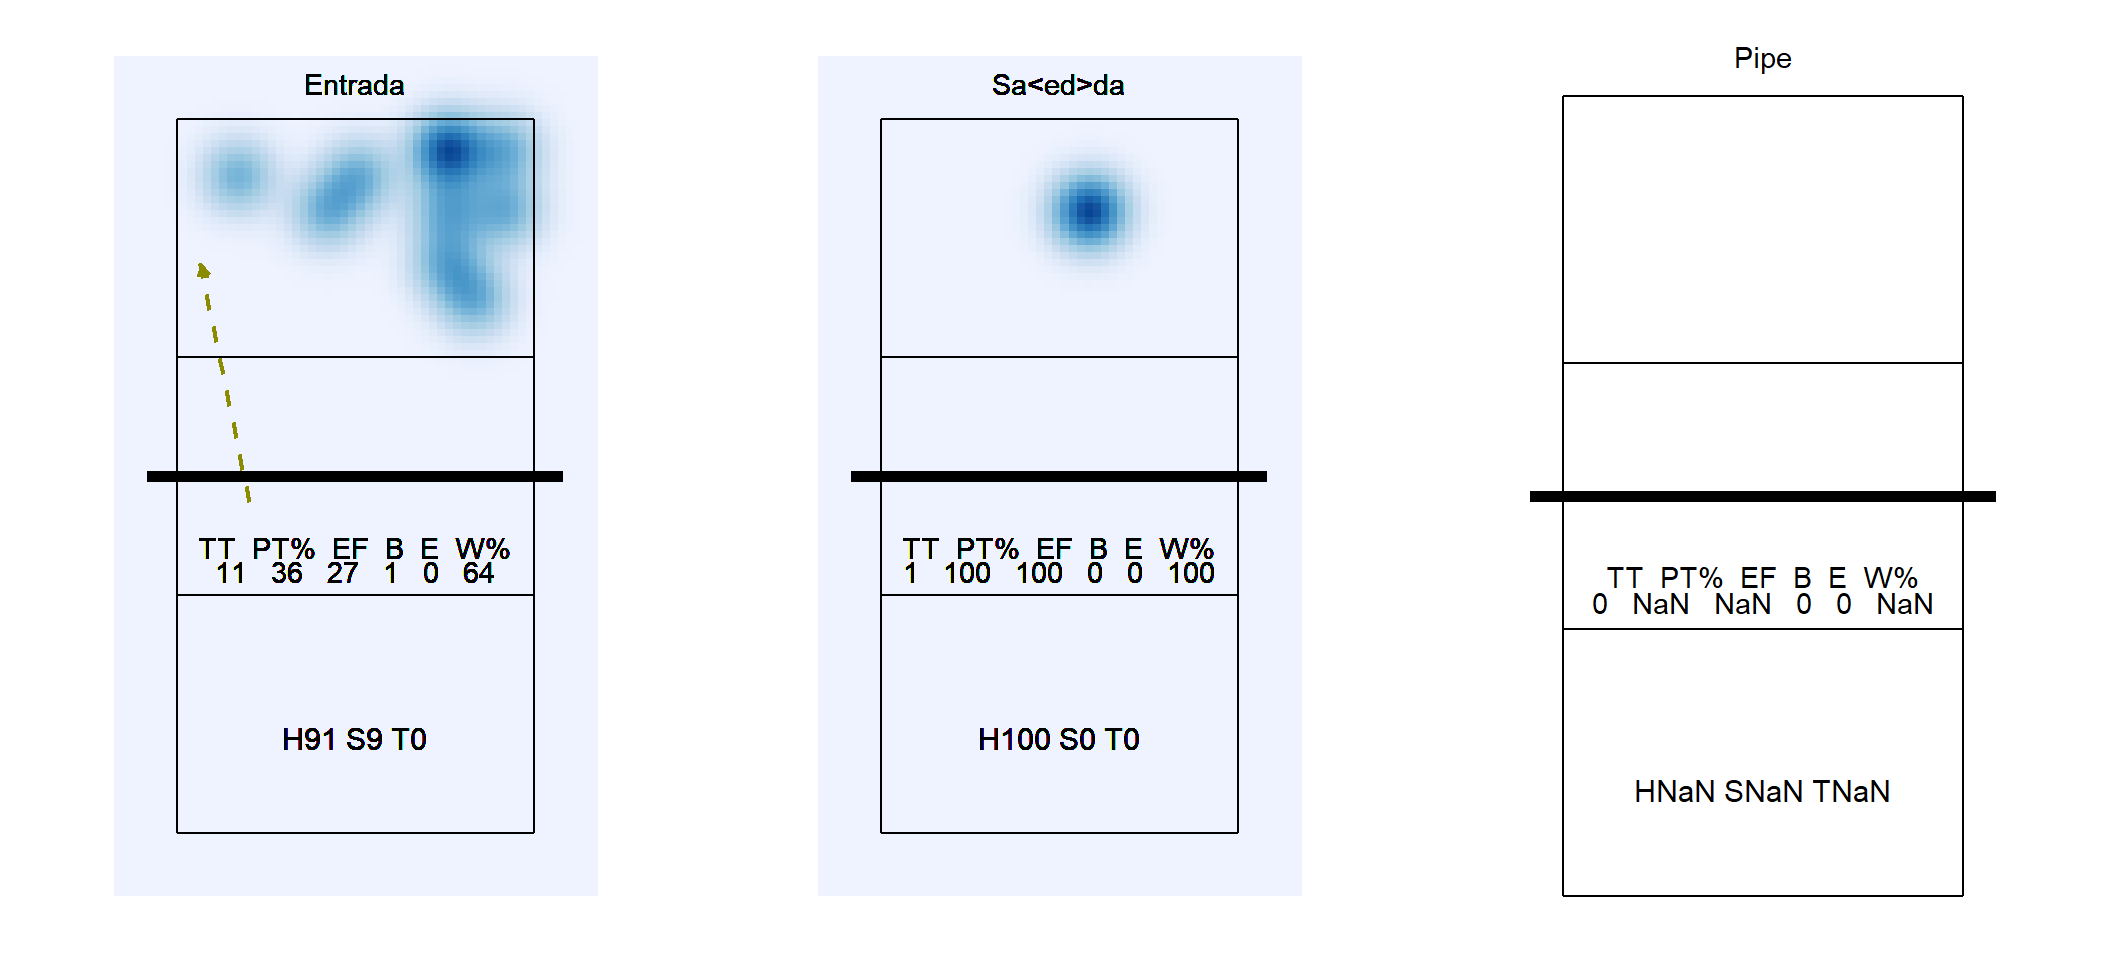 Entrada
TT PT% EF B E W%
11 36 27 1 0 64
H91 S9 T0
Sa<ed>da
TT PT% EF B E W%
1 100 100 0 0 100
H100 S0 T0
Pipe
TT PT% EF B E W%
0 NaN NaN 0 0 NaN
HNaN SNaN TNaN